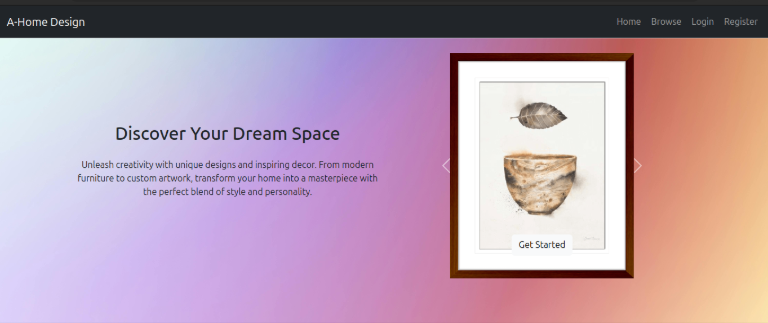 A-Home Design
Home Browse Login Register
Discover Your Dream Space
Unleash creativity with unique designs and inspiring decor. From modern
furniture to custom artwork, transform your home into a masterpiece with
the perfect blend of style and personality.
Get Started